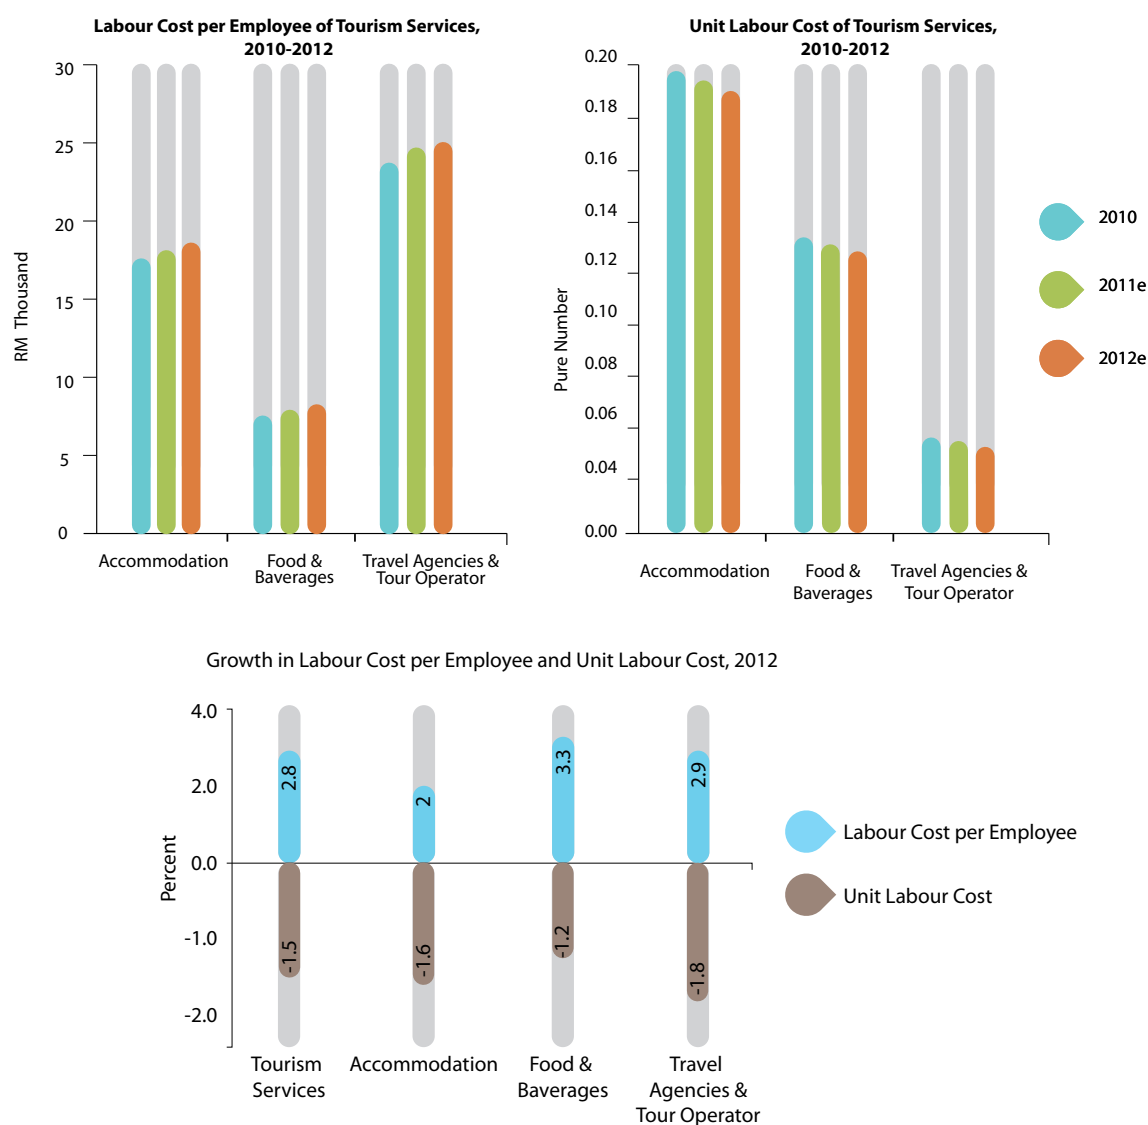 Labour Cost per Employee of Tourism Services,
2010-2012
30
25
20
15
10
5
0
RM Thousand
Accommodation
Food &
Baverages
Travel Agencies &
Tour Operator
Unit Labour Cost of Tourism Services,
2010-2012
0.20
0.18
0.16
0.14
0.12
0.10
0.08
0.06
0.04
0.00
Pure Number
Accommodation
Food &
Baverages
Travel Agencies &
Tour Operator
2010
2011e
2012e
Growth in Labour Cost per Employee and Unit Labour Cost, 2012
4.0
2.0
0.0
-1.0
-2.0
Percent
2.8
2
3.3
2.9
-1.5
-1.6
-1.2
-1.8
Tourism
Services
Accommodation
Food &
Baverages
Travel
Agencies &
Tour Operator
Labour Cost per Employee
Unit Labour Cost